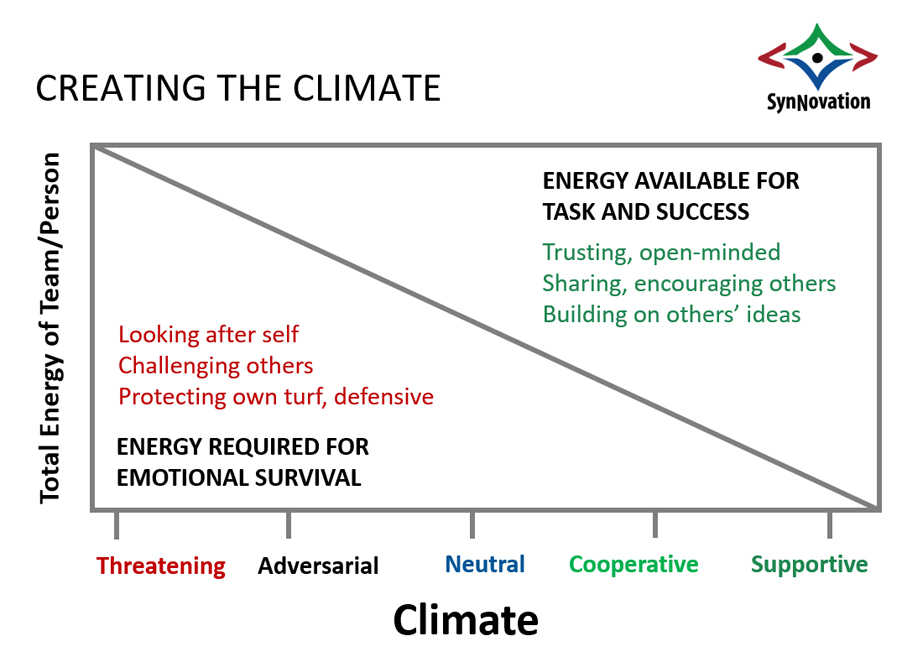 CREATING THE CLIMATE
SynNovation
Total Energy of Team/Person
ENERGY AVAILABLE FOR
TASK AND SUCCESS
Trusting, open-minded
Sharing, encouraging others
Building on others’ ideas
Looking after self
Challenging others
Protecting own turf, defensive
ENERGY REQUIRED FOR
EMOTIONAL SURVIVAL
Threatening Adversarial Neutral Cooperative Supportive
Climate